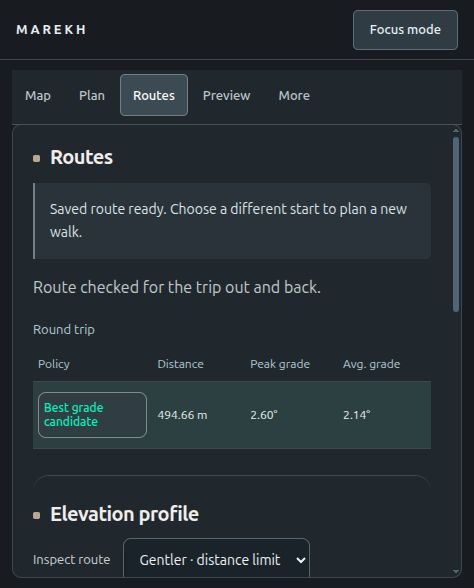 MAREKH
Focus mode
Map Plan Routes Preview More
Routes
Saved route ready. Choose a different start to plan a new
walk.
Route checked for the trip out and back.
Round trip
Policy Distance Peak grade Avg. grade
Best grade
candidate
494.66 m 2.60° 2.14°
Elevation profile
Inspect route Gentler · distance limit